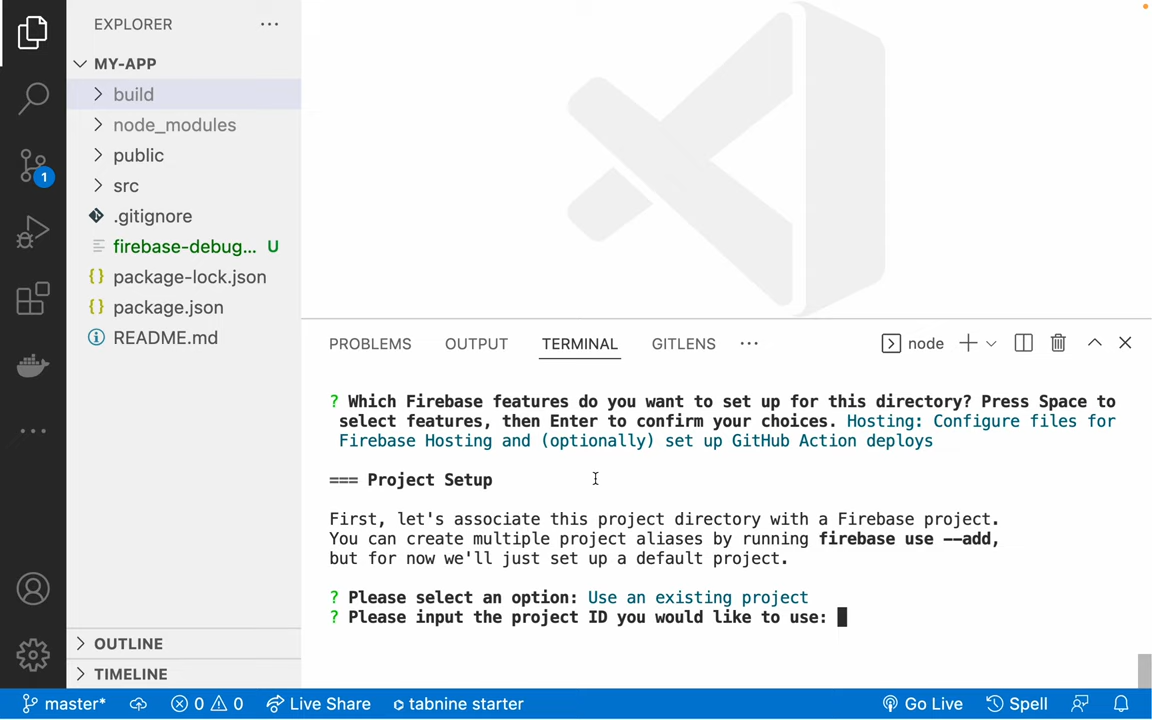 EXPLORER ...
MY-APP
build
node_modules
public
src
.gitignore
firebase-debug... U
package-lock.json
package.json
README.md
OUTLINE
TIMELINE
1
PROBLEMS OUTPUT TERMINAL GITLENS ... node
? Which Firebase features do you want to set up for this directory? Press Space to
select features, then Enter to confirm your choices. Hosting: Configure files for
Firebase Hosting and (optionally) set up GitHub Action deploys
=== Project Setup
First, let's associate this project directory with a Firebase project.
You can create multiple project aliases by running firebase use --add,
but for now we'll just set up a default project.
? Please select an option: Use an existing project
? Please input the project ID you would like to use:
master* 0 0 Live Share tabnine starter Go Live Spell